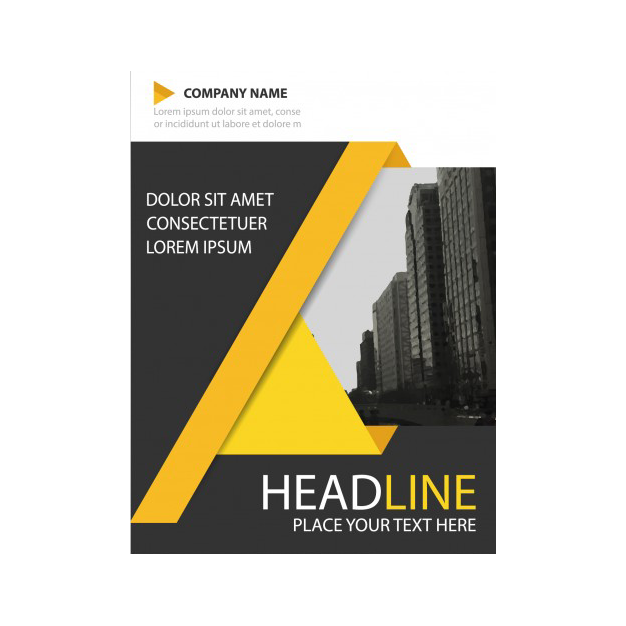 COMPANY NAME
Lorem ipsum dolor sit amet, conse
or incididunt ut labore et dolore m
DOLOR SIT AMET
CONSECTETUER
LOREM IPSUM
HEADLINE
PLACE YOUR TEXT HERE